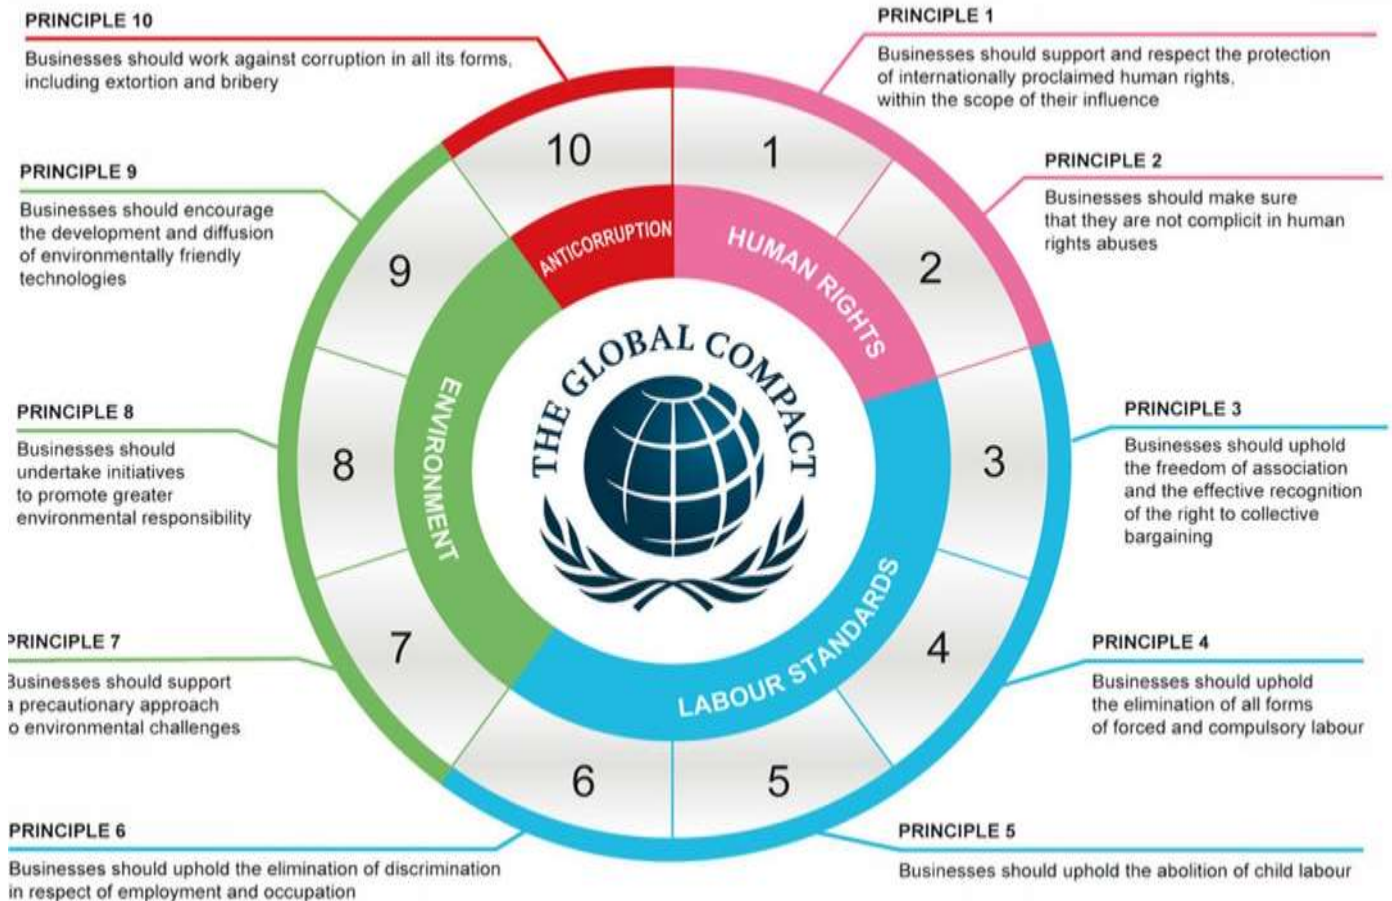 PRINCIPLE 10
Businesses should work against corruption in all its forms,
including extortion and bribery
PRINCIPLE 1
Businesses should support and respect the protection
of internationally proclaimed human rights,
within the scope of their influence
PRINCIPLE 2
Businesses should make sure
that they are not complicit in human
rights abuses
PRINCIPLE 3
Businesses should uphold
the freedom of association
and the effective recognition
of the right to collective
bargaining
PRINCIPLE 4
Businesses should uphold
the elimination of all forms
of forced and compulsory labour
PRINCIPLE 5
Businesses should uphold the abolition of child labour
PRINCIPLE 6
Businesses should uphold the elimination of discrimination
in respect of employment and occupation
PRINCIPLE 7
Businesses should support
a precautionary approach
o environmental challenges
PRINCIPLE 8
Businesses should
undertake initiatives
to promote greater
environmental responsibility
PRINCIPLE 9
Businesses should encourage
the development and diffusion
of environmentally friendly
technologies
10
1
2
3
4
5
6
7
8
9
ANTICORRUPTION
HUMAN RIGHTS
LABOUR STANDARDS
ENVIRONMENT
THE GLOBAL COMPACT